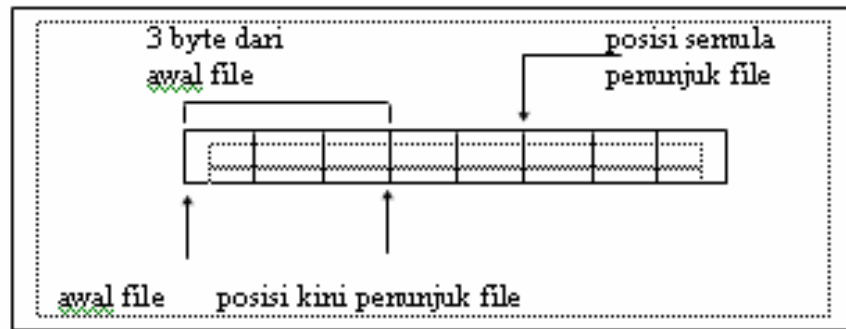 3 byte dari
awal file
posisi semula
penunjuk file
awal file
posisi kini penunjuk file